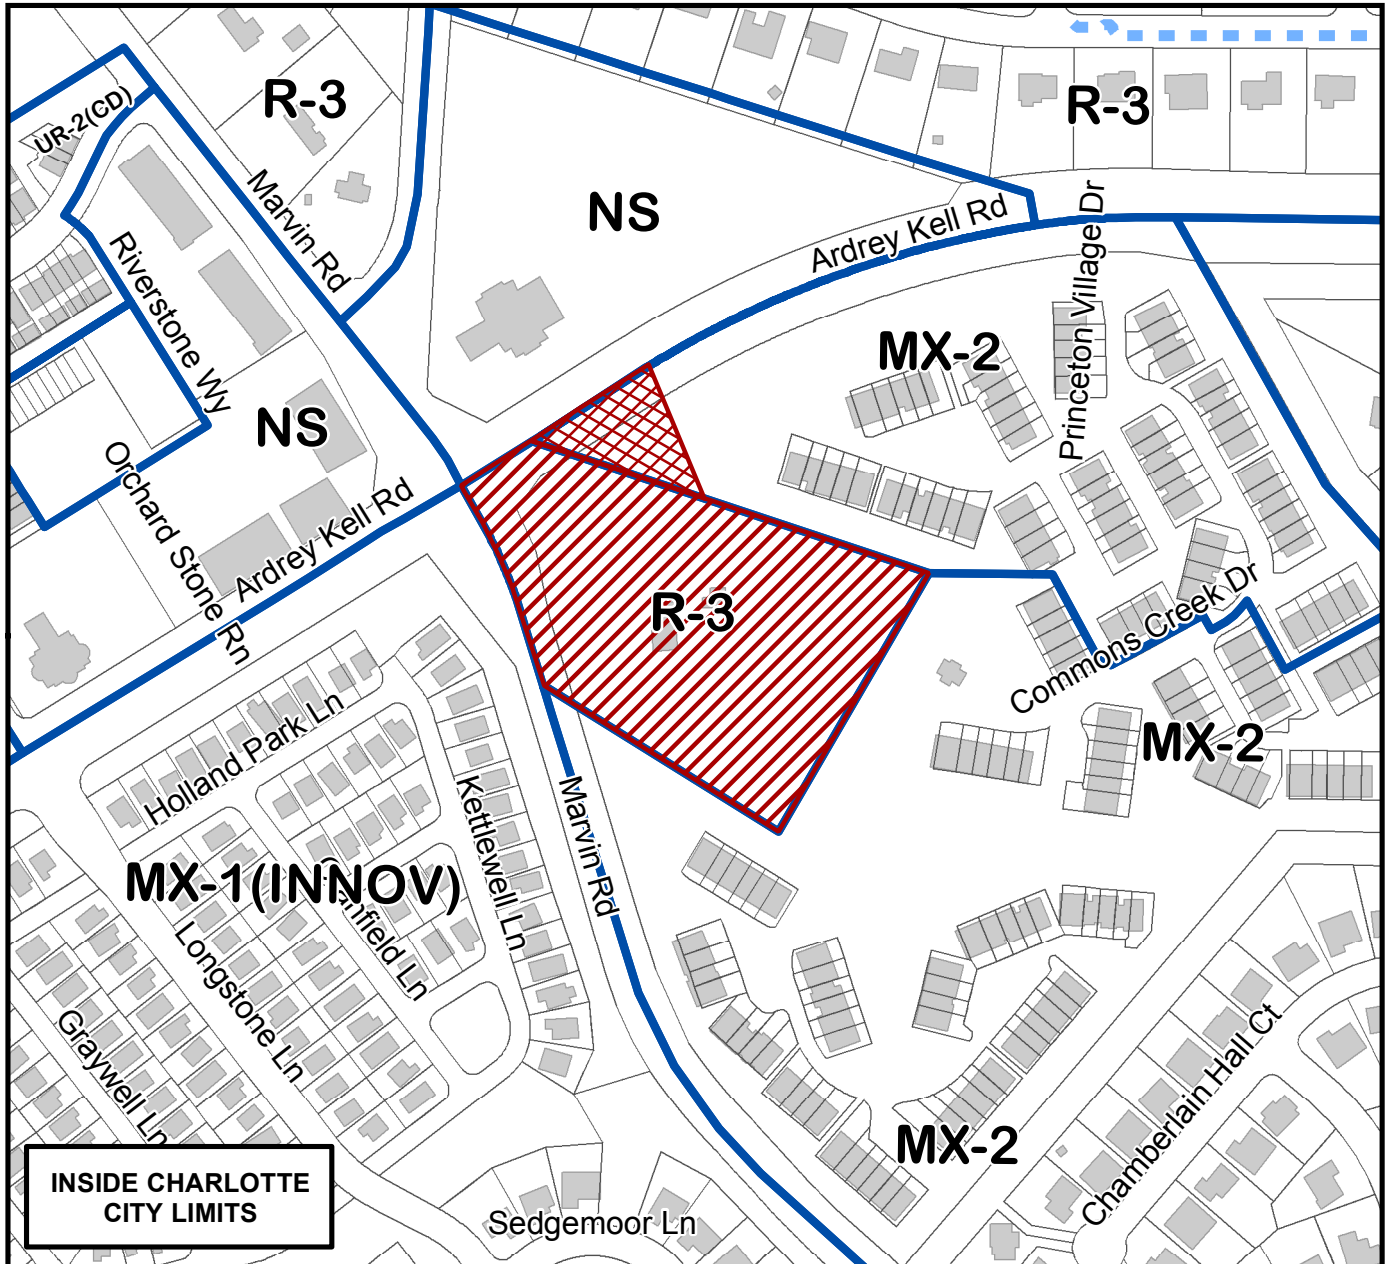 R-3
R-3
UR-2(CD)
Marvin Rd
NS
Ardrey Kell Rd
Princeton Village Dr
Riverstone Wy
MX-2
NS
Orchard Stone Rn
Ardrey Kell Rd
R-3
Commons Creek Dr
Holland Park Ln
MX-2
Kettlewell Ln
Marvin Rd
MX-1(INNOV)
Longstone Ln
Graywell Ln
Chamberlain Hall Ct
MX-2
INSIDE CHARLOTTE
CITY LIMITS
Sedgemoor Ln